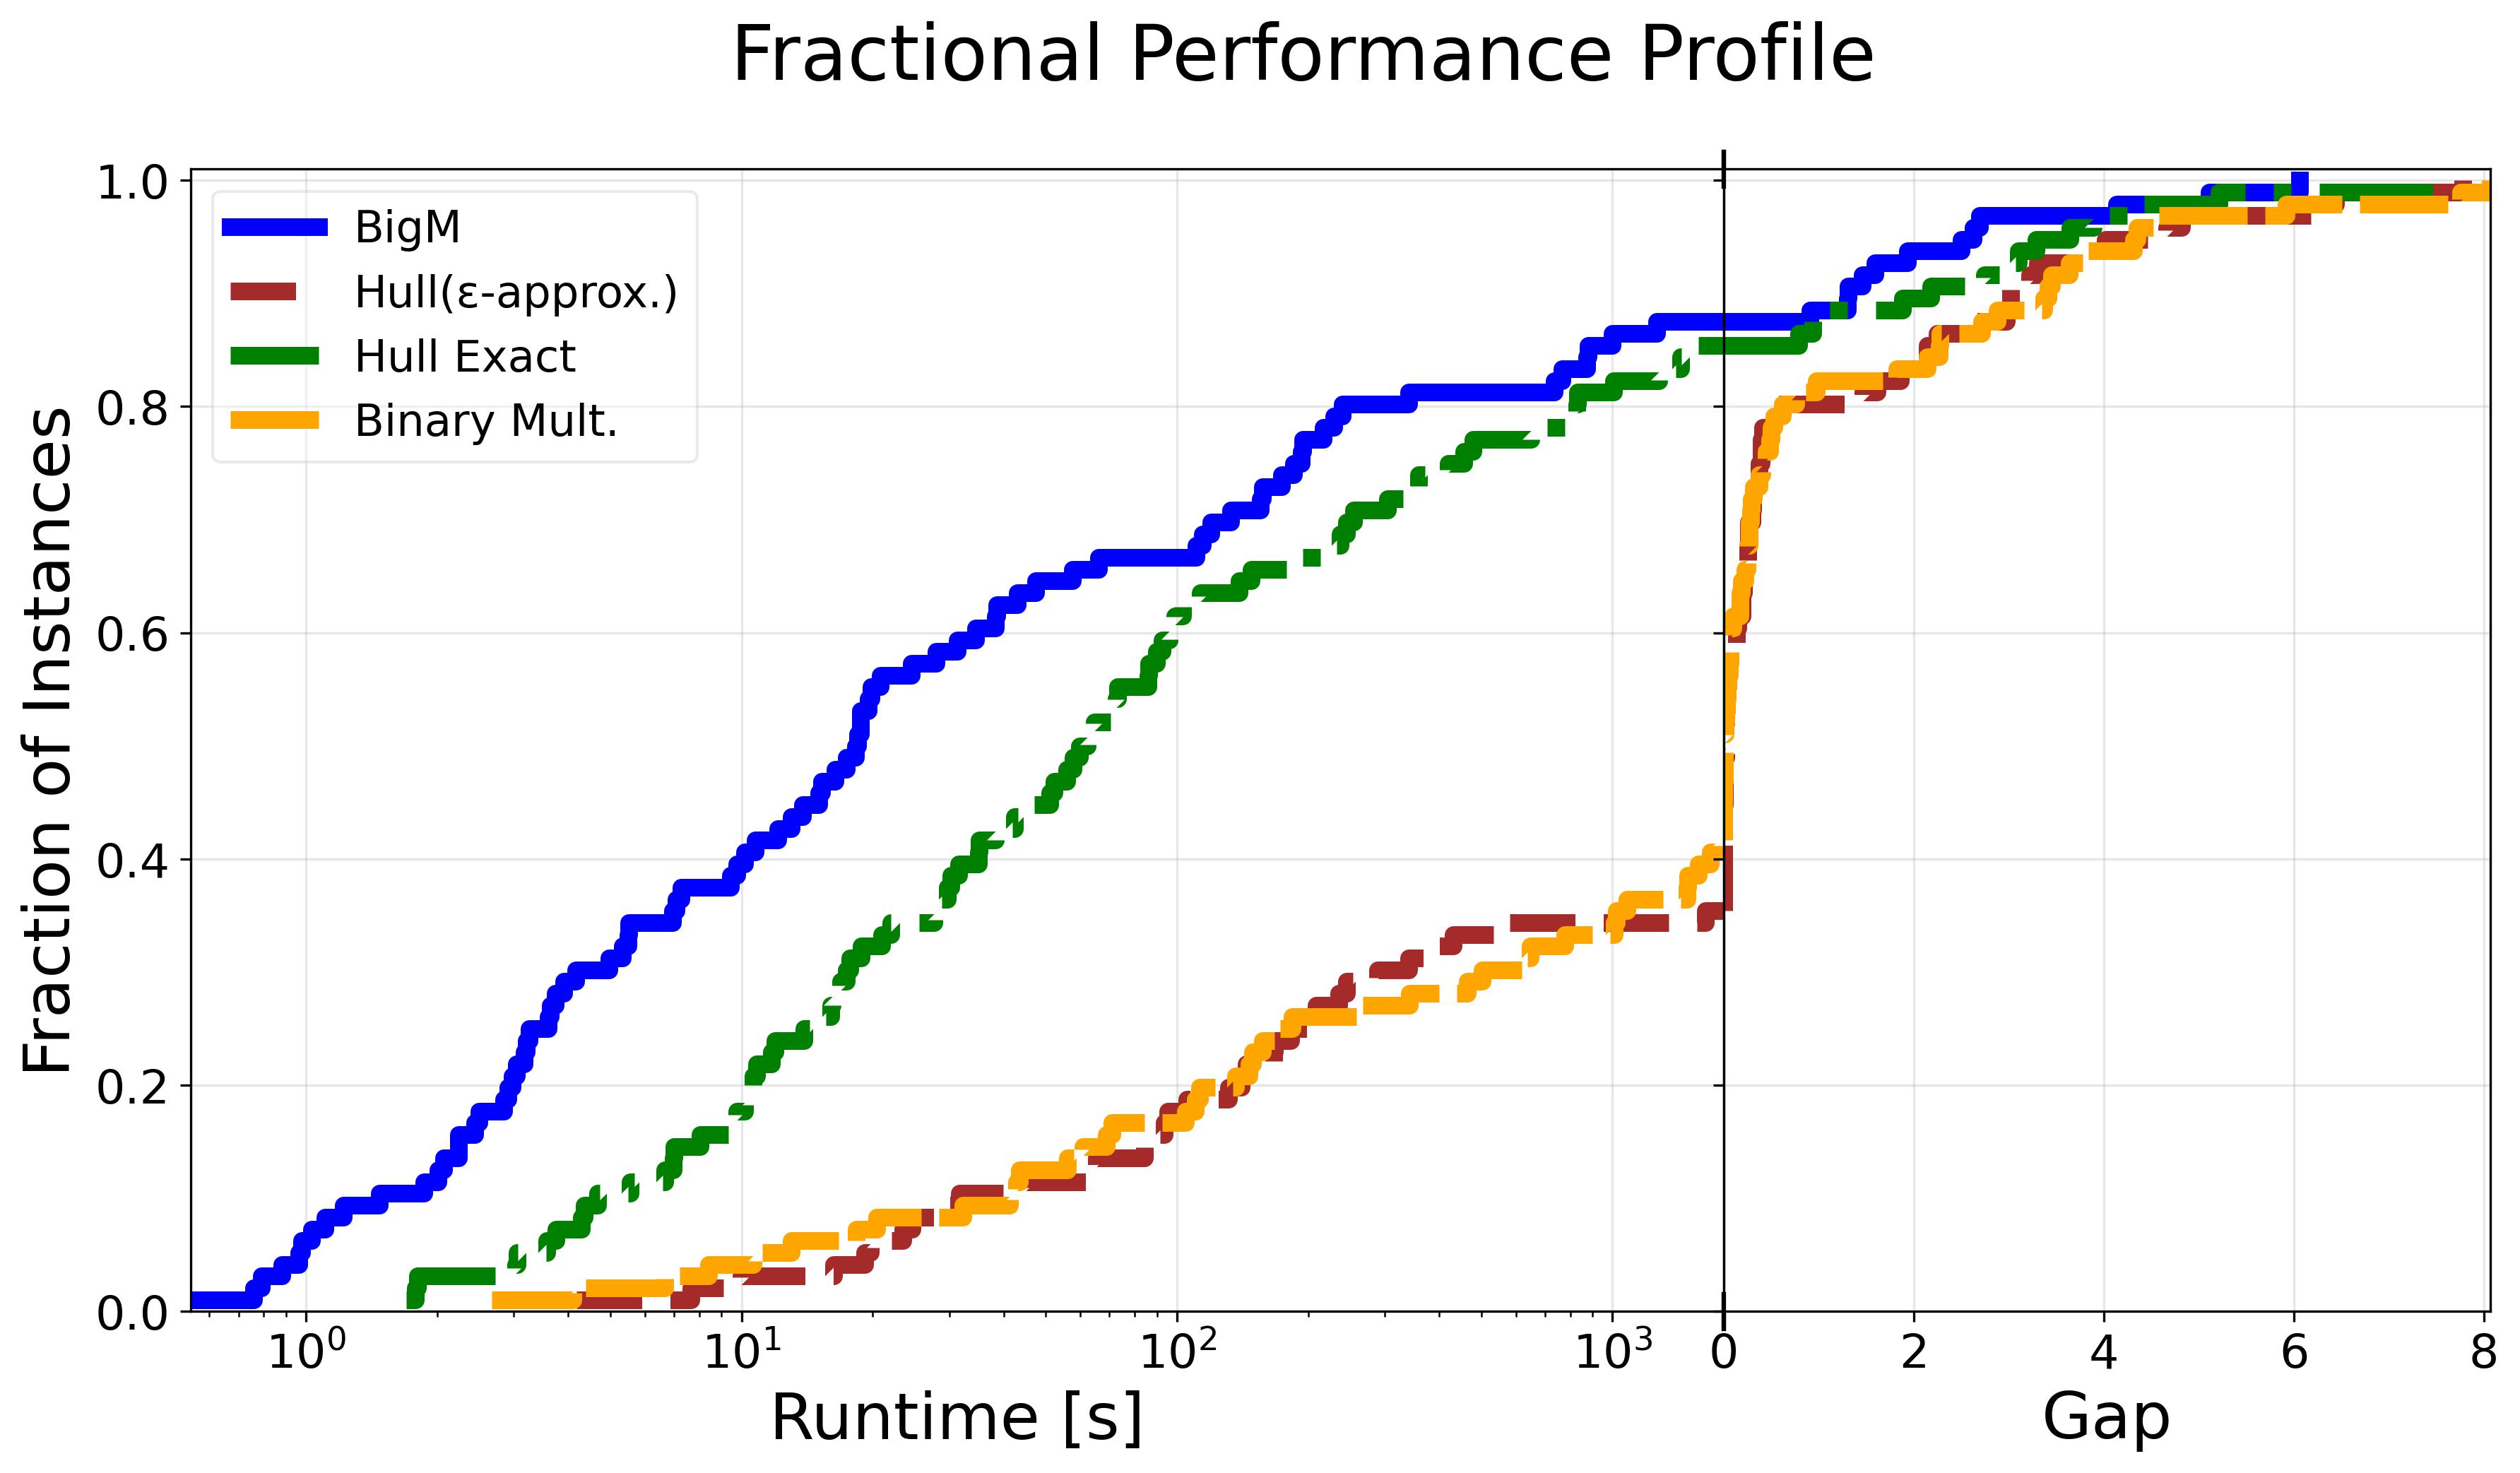 Fractional Performance Profile
BigM
Hull(ε-approx.)
Hull Exact
Binary Mult.
Fraction of Instances
1.0
0.8
0.6
0.4
0.2
0.0
10⁰ 10¹ 10² 10³ 0 2 4 6 8
Runtime [s] Gap